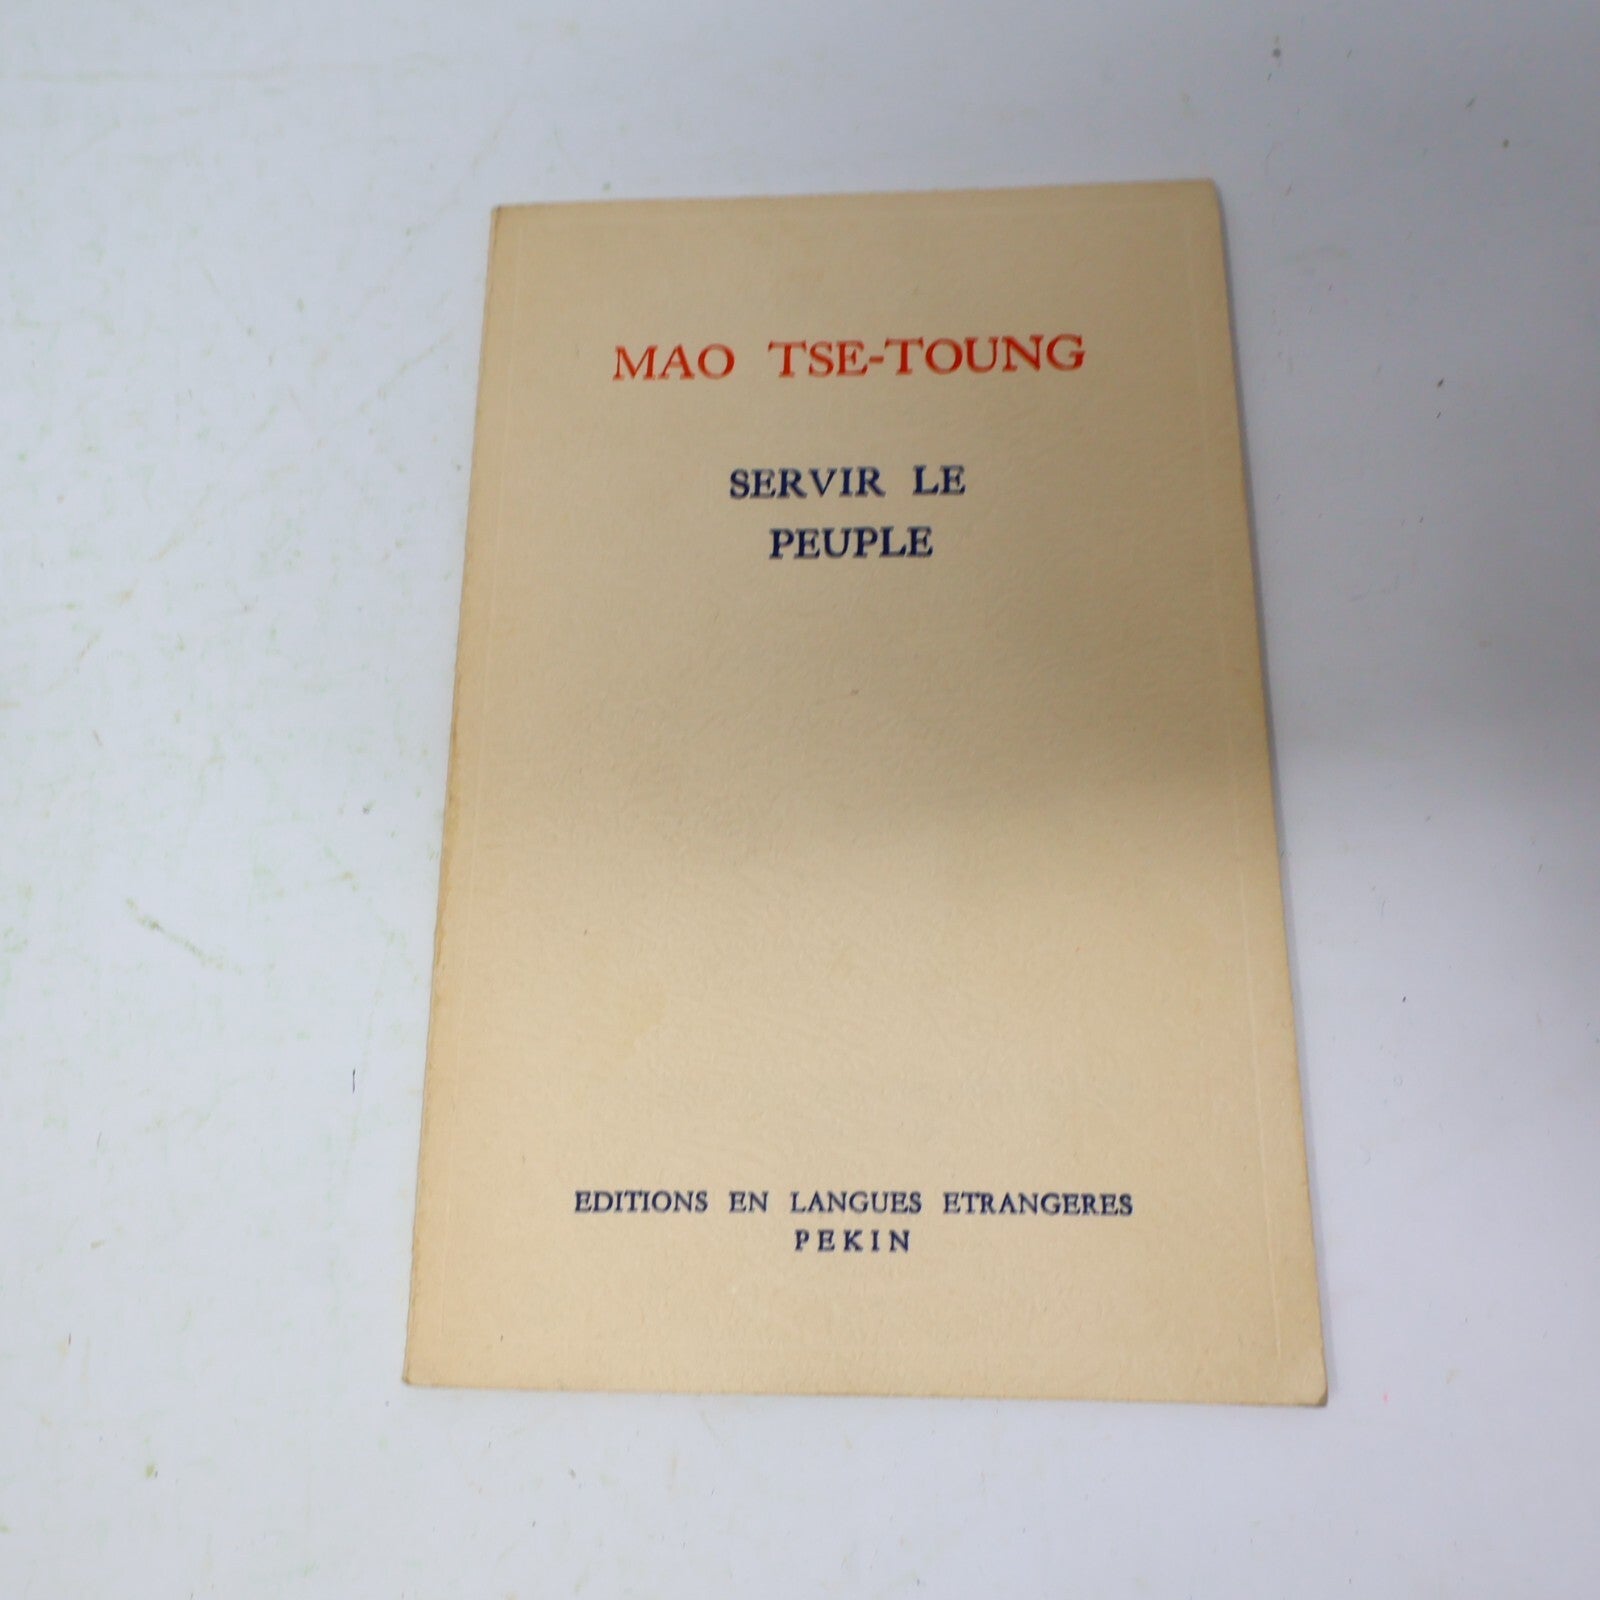 MAO TSE-TOUNG
SERVIR LE
PEUPLE
EDITIONS EN LANGUES ETRANGERES
PEKIN